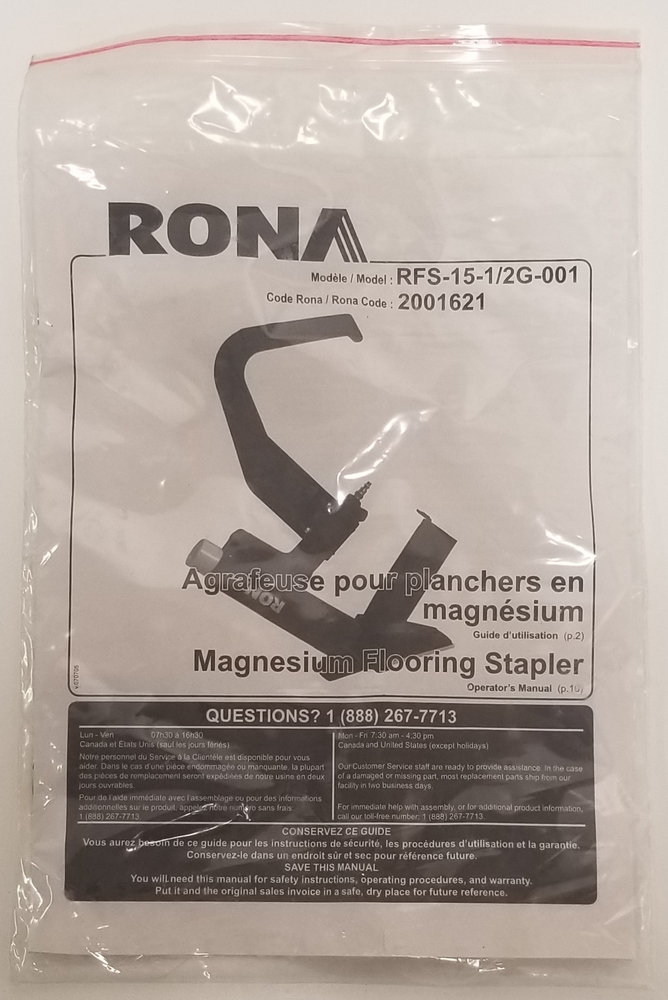 RONA
Modèle / Model : RFS-15-1/2G-001
Code Rona / Rona Code : 2001621
RONA
Agrafeuse pour planchers en
magnésium
Guide d'utilisation (p.2)
Magnesium Flooring Stapler
Operator's Manual (p.10)
QUESTIONS? 1 (888) 267-7713
Lun - Ven 07h30 à 16h30
Canada et États Unis (sauf les jours fériés)
Notre personnel du Service à la Clientèle est disponible pour vous
aider. Dans le cas d'une pièce endommagée ou manquante, la plupart
des pièces de remplacement seront expédiées de notre usine en deux
jours ouvrables.
Pour de l'aide immédiate avec l'assemblage ou pour des informations
additionnelles sur le produit, appelez notre numéro sans frais:
1 (888) 267-7713
Mon - Fri 7:30 am - 4:30 pm
Canada and United States (except holidays)
Our Customer Service staff are ready to provide assistance. In the case
of a damaged or missing part, most replacement parts ship from our
facility in two business days.
For immediate help with assembly, or for additional product information,
call our toll-free number: 1 (888) 267-7713.
CONSERVEZ CE GUIDE
Vous aurez besoin de ce guide pour les instructions de sécurité, les procédures d'utilisation et la garantie.
Conservez-le dans un endroit sûr et sec pour référence future.
SAVE THIS MANUAL
You will need this manual for safety instructions, operating procedures, and warranty.
Put it and the original sales invoice in a safe, dry place for future reference.